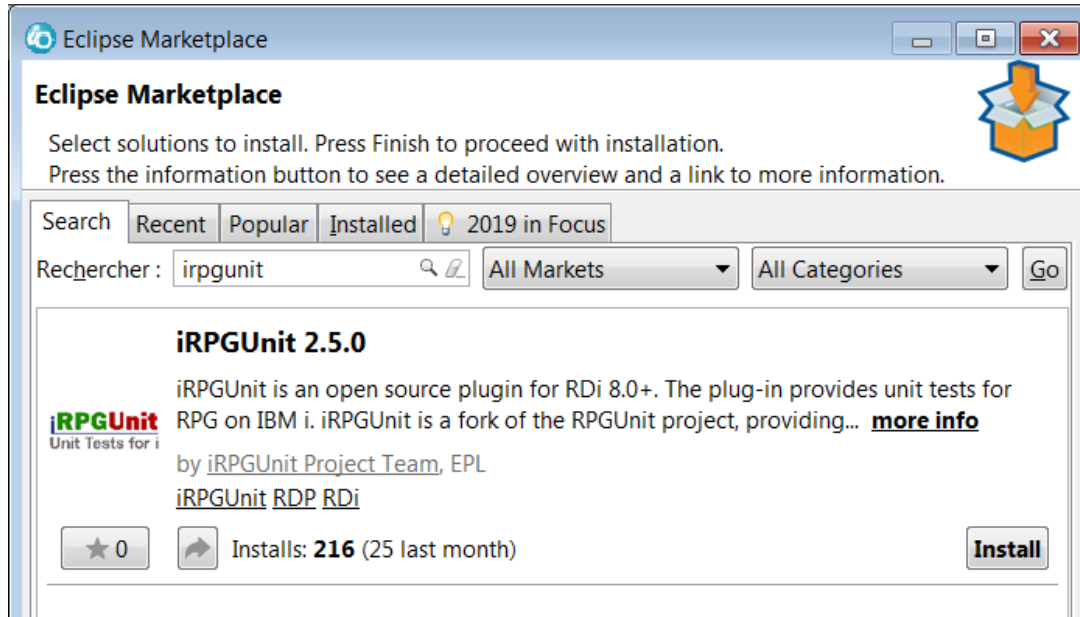 Eclipse Marketplace
Eclipse Marketplace
Select solutions to install. Press Finish to proceed with installation.
Press the information button to see a detailed overview and a link to more information.
Search Recent Popular Installed 2019 in Focus
Rechercher : irpgunit All Markets All Categories Go
iRPGUnit 2.5.0
iRPGUnit is an open source plugin for RDi 8.0+. The plug-in provides unit tests for
RPG on IBM i. iRPGUnit is a fork of the RPGUnit project, providing... more info
iRPGUnit
Unit Tests for i
by iRPGUnit Project Team, EPL
iRPGUnit RDP RDi
0 Installs: 216 (25 last month) Install